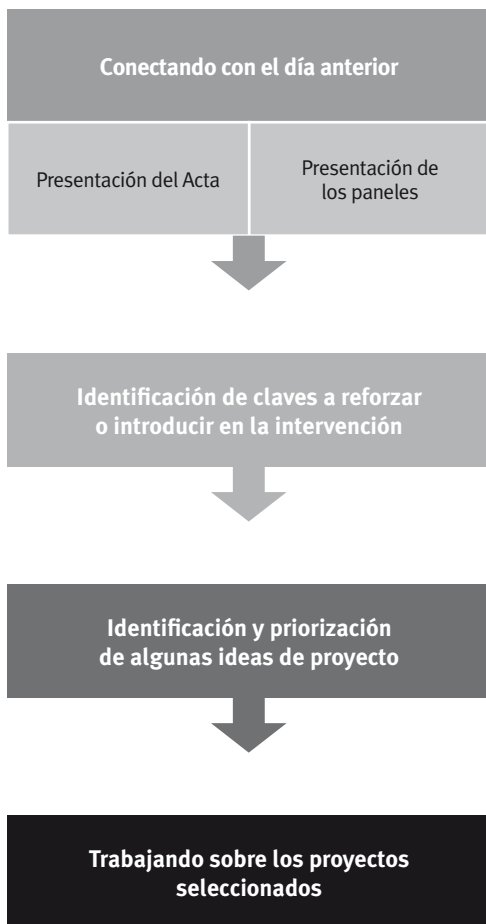 Conectando con el día anterior
Presentación del Acta
Presentación de
los paneles
Identificación de claves a reforzar
o introducir en la intervención
Identificación y priorización
de algunas ideas de proyecto
Trabajando sobre los proyectos
seleccionados